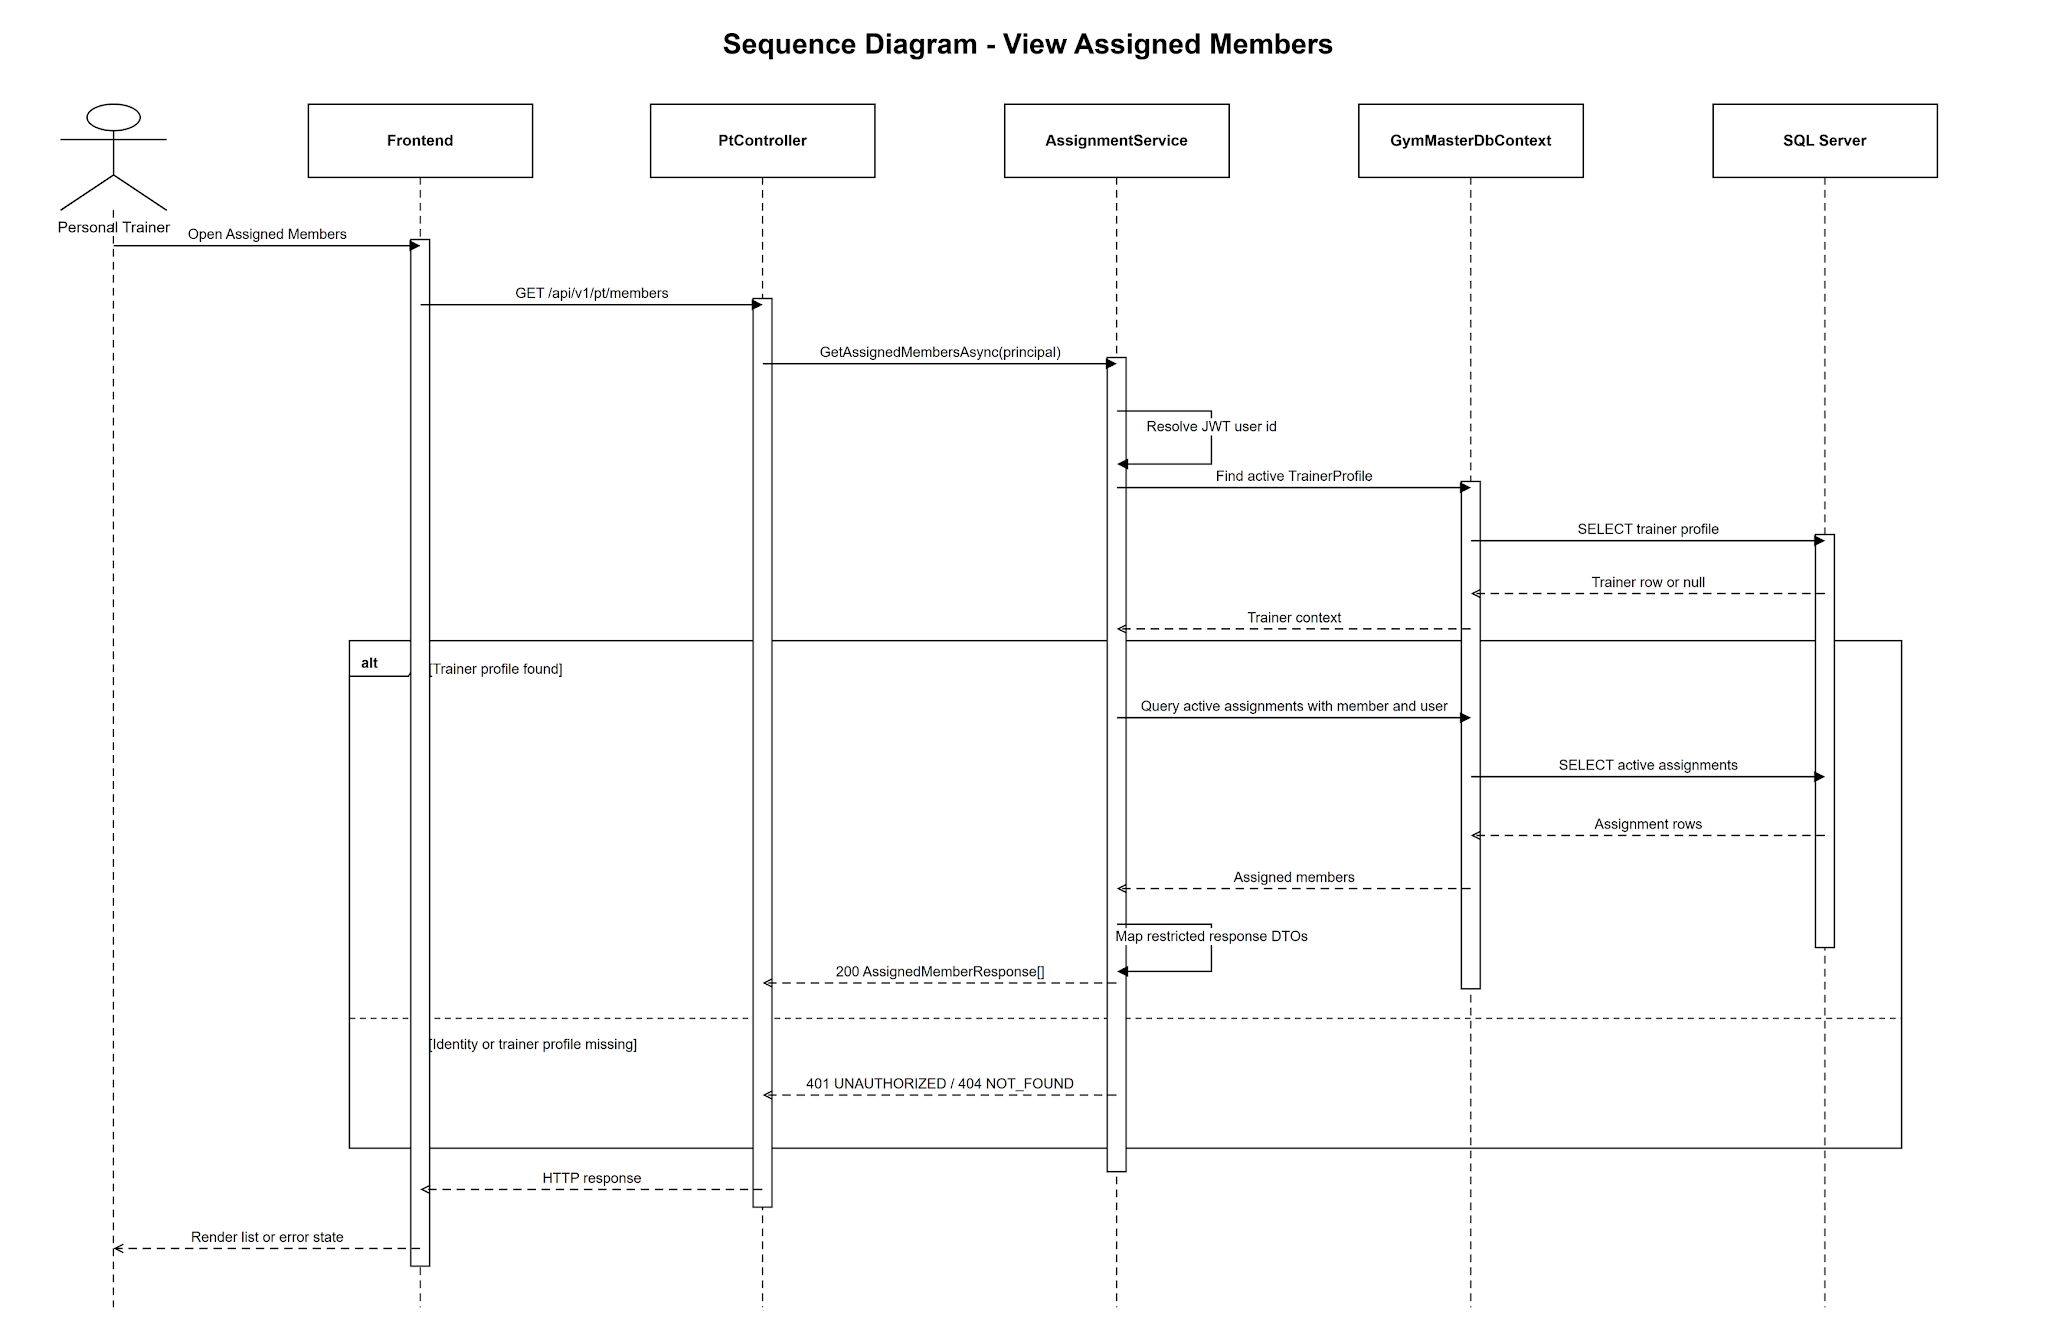 Sequence Diagram - View Assigned Members
Frontend
PtController
AssignmentService
GymMasterDbContext
SQL Server
Personal Trainer
Open Assigned Members
GET /api/v1/pt/members
GetAssignedMembersAsync(principal)
Resolve JWT user id
Find active TrainerProfile
SELECT trainer profile
Trainer row or null
Trainer context
alt
[Trainer profile found]
Query active assignments with member and user
SELECT active assignments
Assignment rows
Assigned members
Map restricted response DTOs
200 AssignedMemberResponse[]
[Identity or trainer profile missing]
401 UNAUTHORIZED / 404 NOT_FOUND
HTTP response
Render list or error state